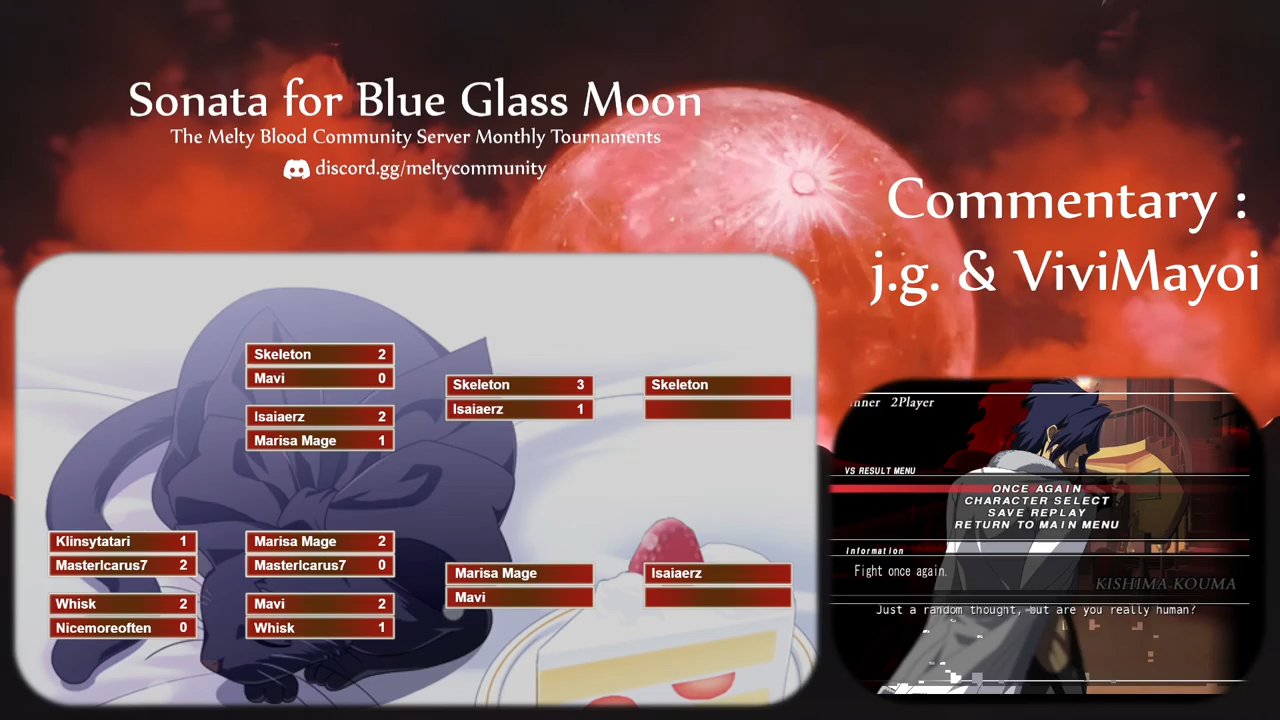 Sonata for Blue Glass Moon
The Melty Blood Community Server Monthly Tournaments
discord.gg/meltycommunity
Commentary :
j.g. & ViviMayoi
Skeleton 2
Mavi 0
Isaiaerz 2
Marisa Mage 1
Skeleton 3
Isaiaerz 1
Skeleton
Klinsytatari 1
MasterIcarus7 2
Whisk 2
Nicemoreoften 0
Marisa Mage 2
MasterIcarus7 0
Mavi 2
Whisk 1
Marisa Mage
Mavi
Isaiaerz
2Player
VS RESULT MENU
ONCE AGAIN
CHARACTER SELECT
SAVE REPLAY
RETURN TO MAIN MENU
Information
Fight once again.
KISHIMA KOUMA
Just a random thought, but are you really human?